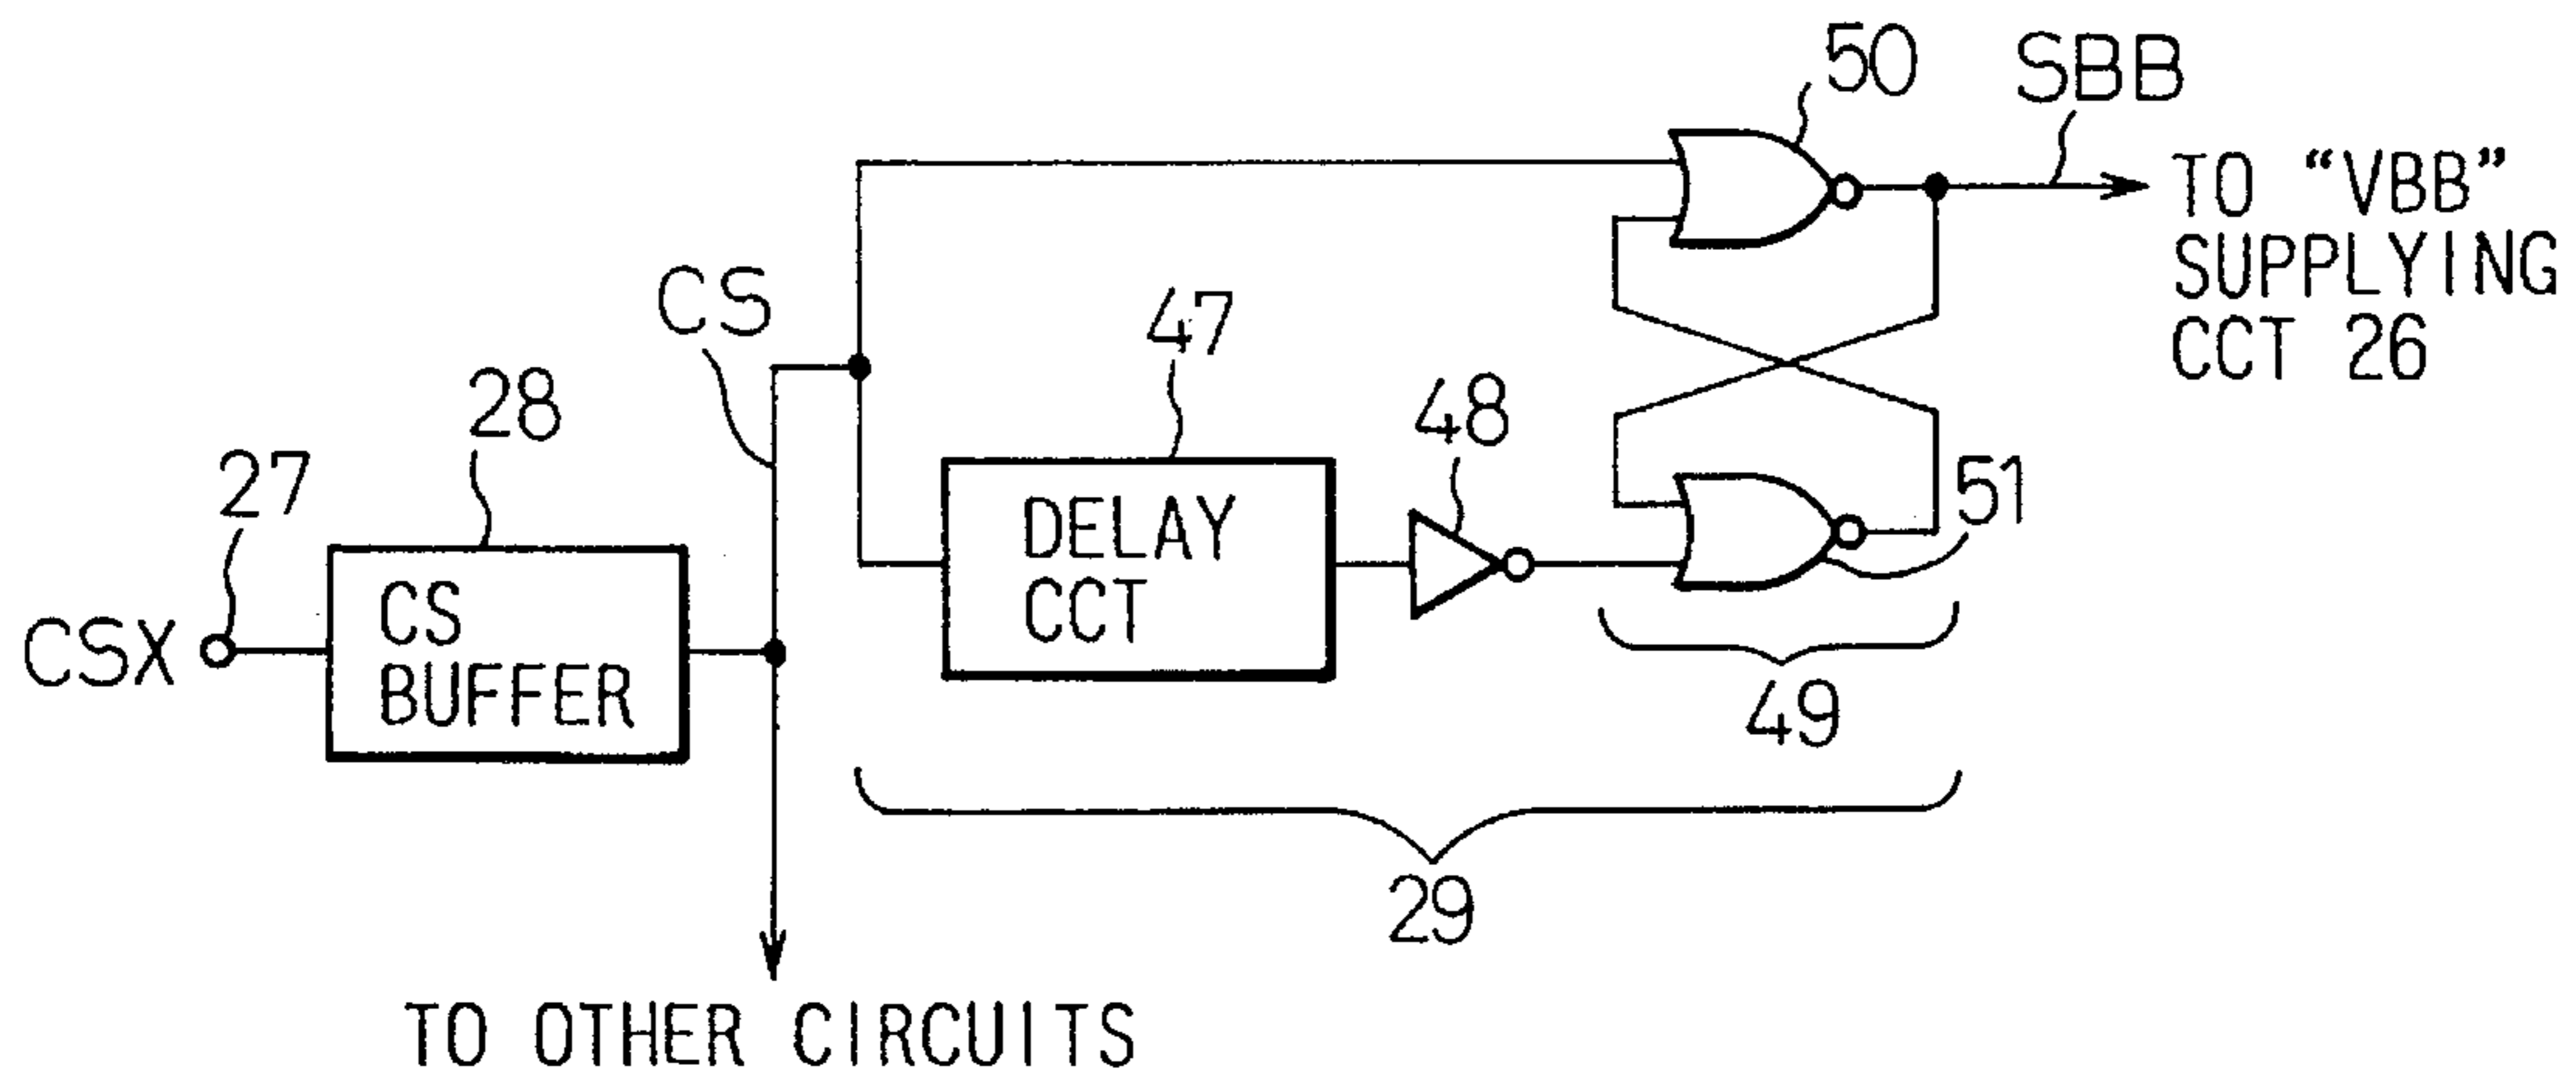 50
SBB
TO “VBB”
SUPPLYING
CCT 26
CS
47
28
48
27
51
DELAY
CCT
CSX
CS
BUFFER
49
29
TO OTHER CIRCUITS